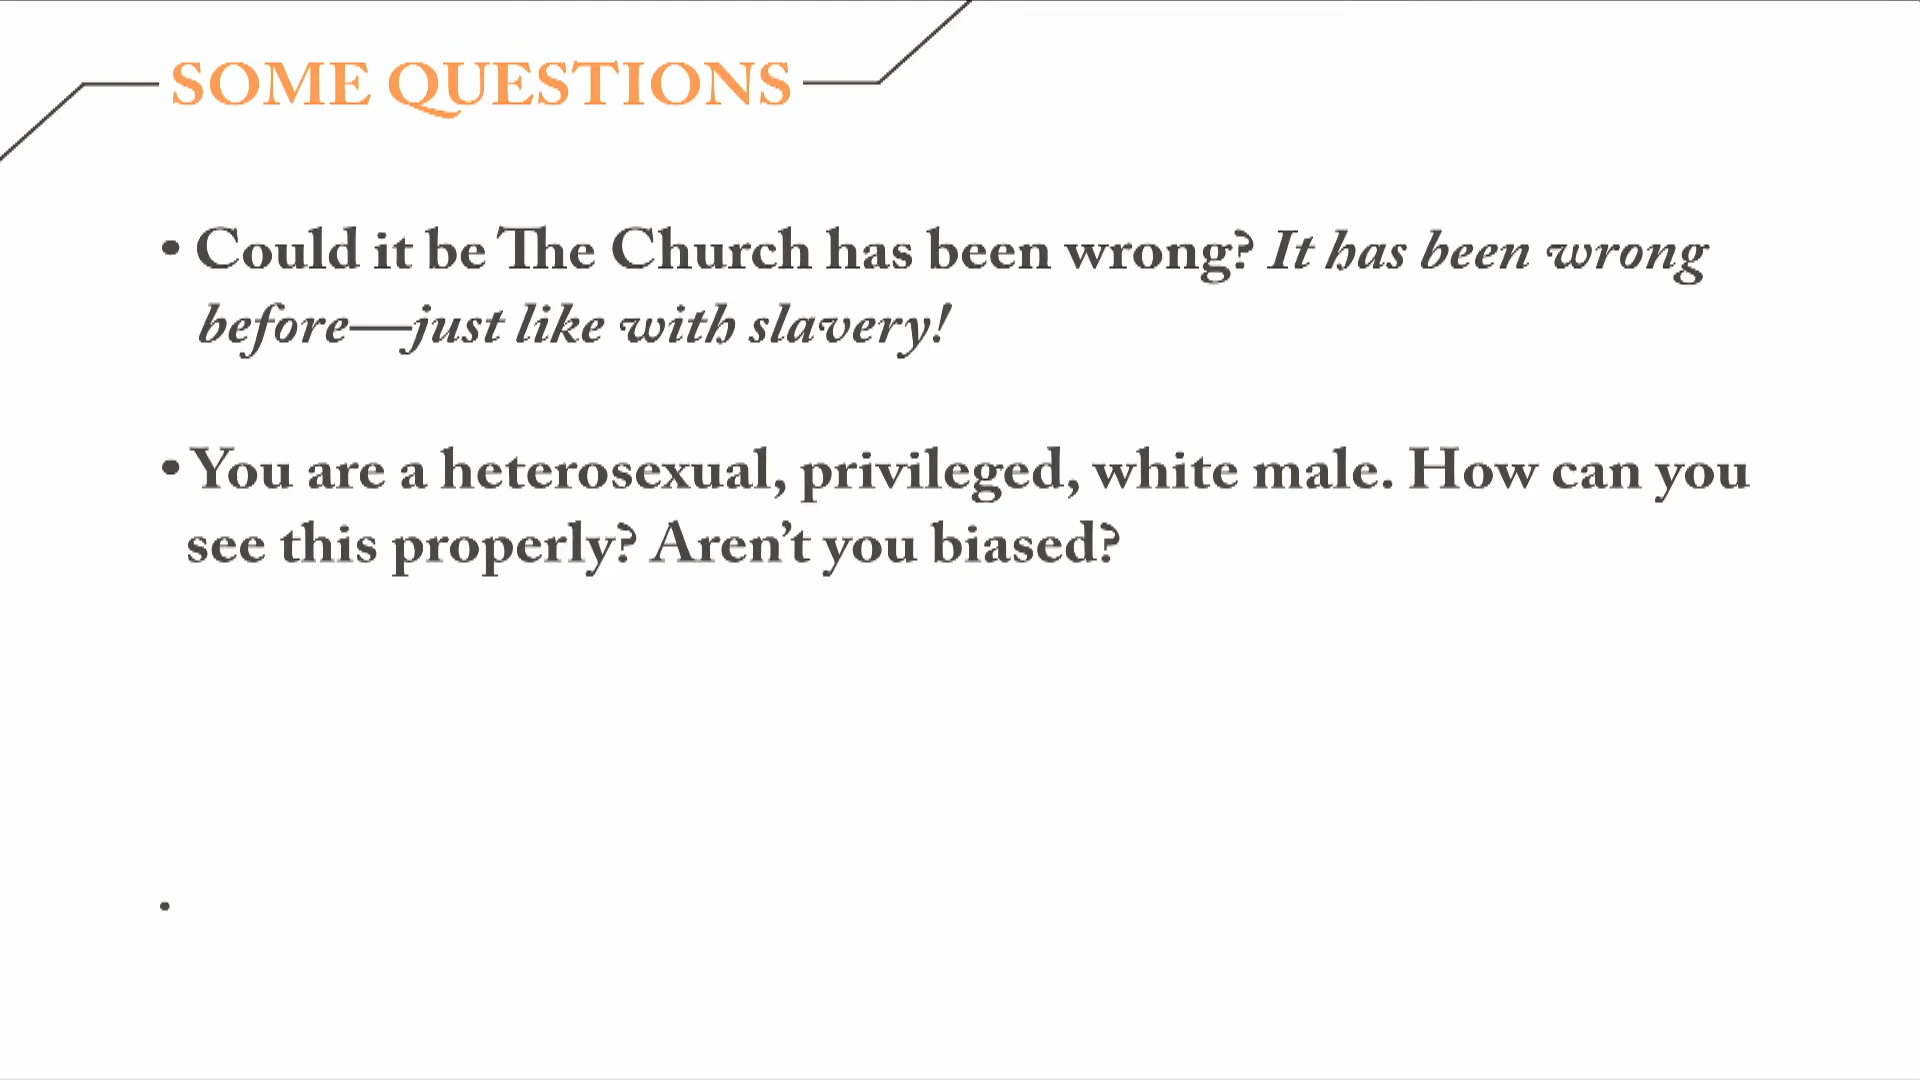 SOME QUESTIONS
• Could it be The Church has been wrong? It has been wrong
before—just like with slavery!
• You are a heterosexual, privileged, white male. How can you
see this properly? Aren’t you biased?
•